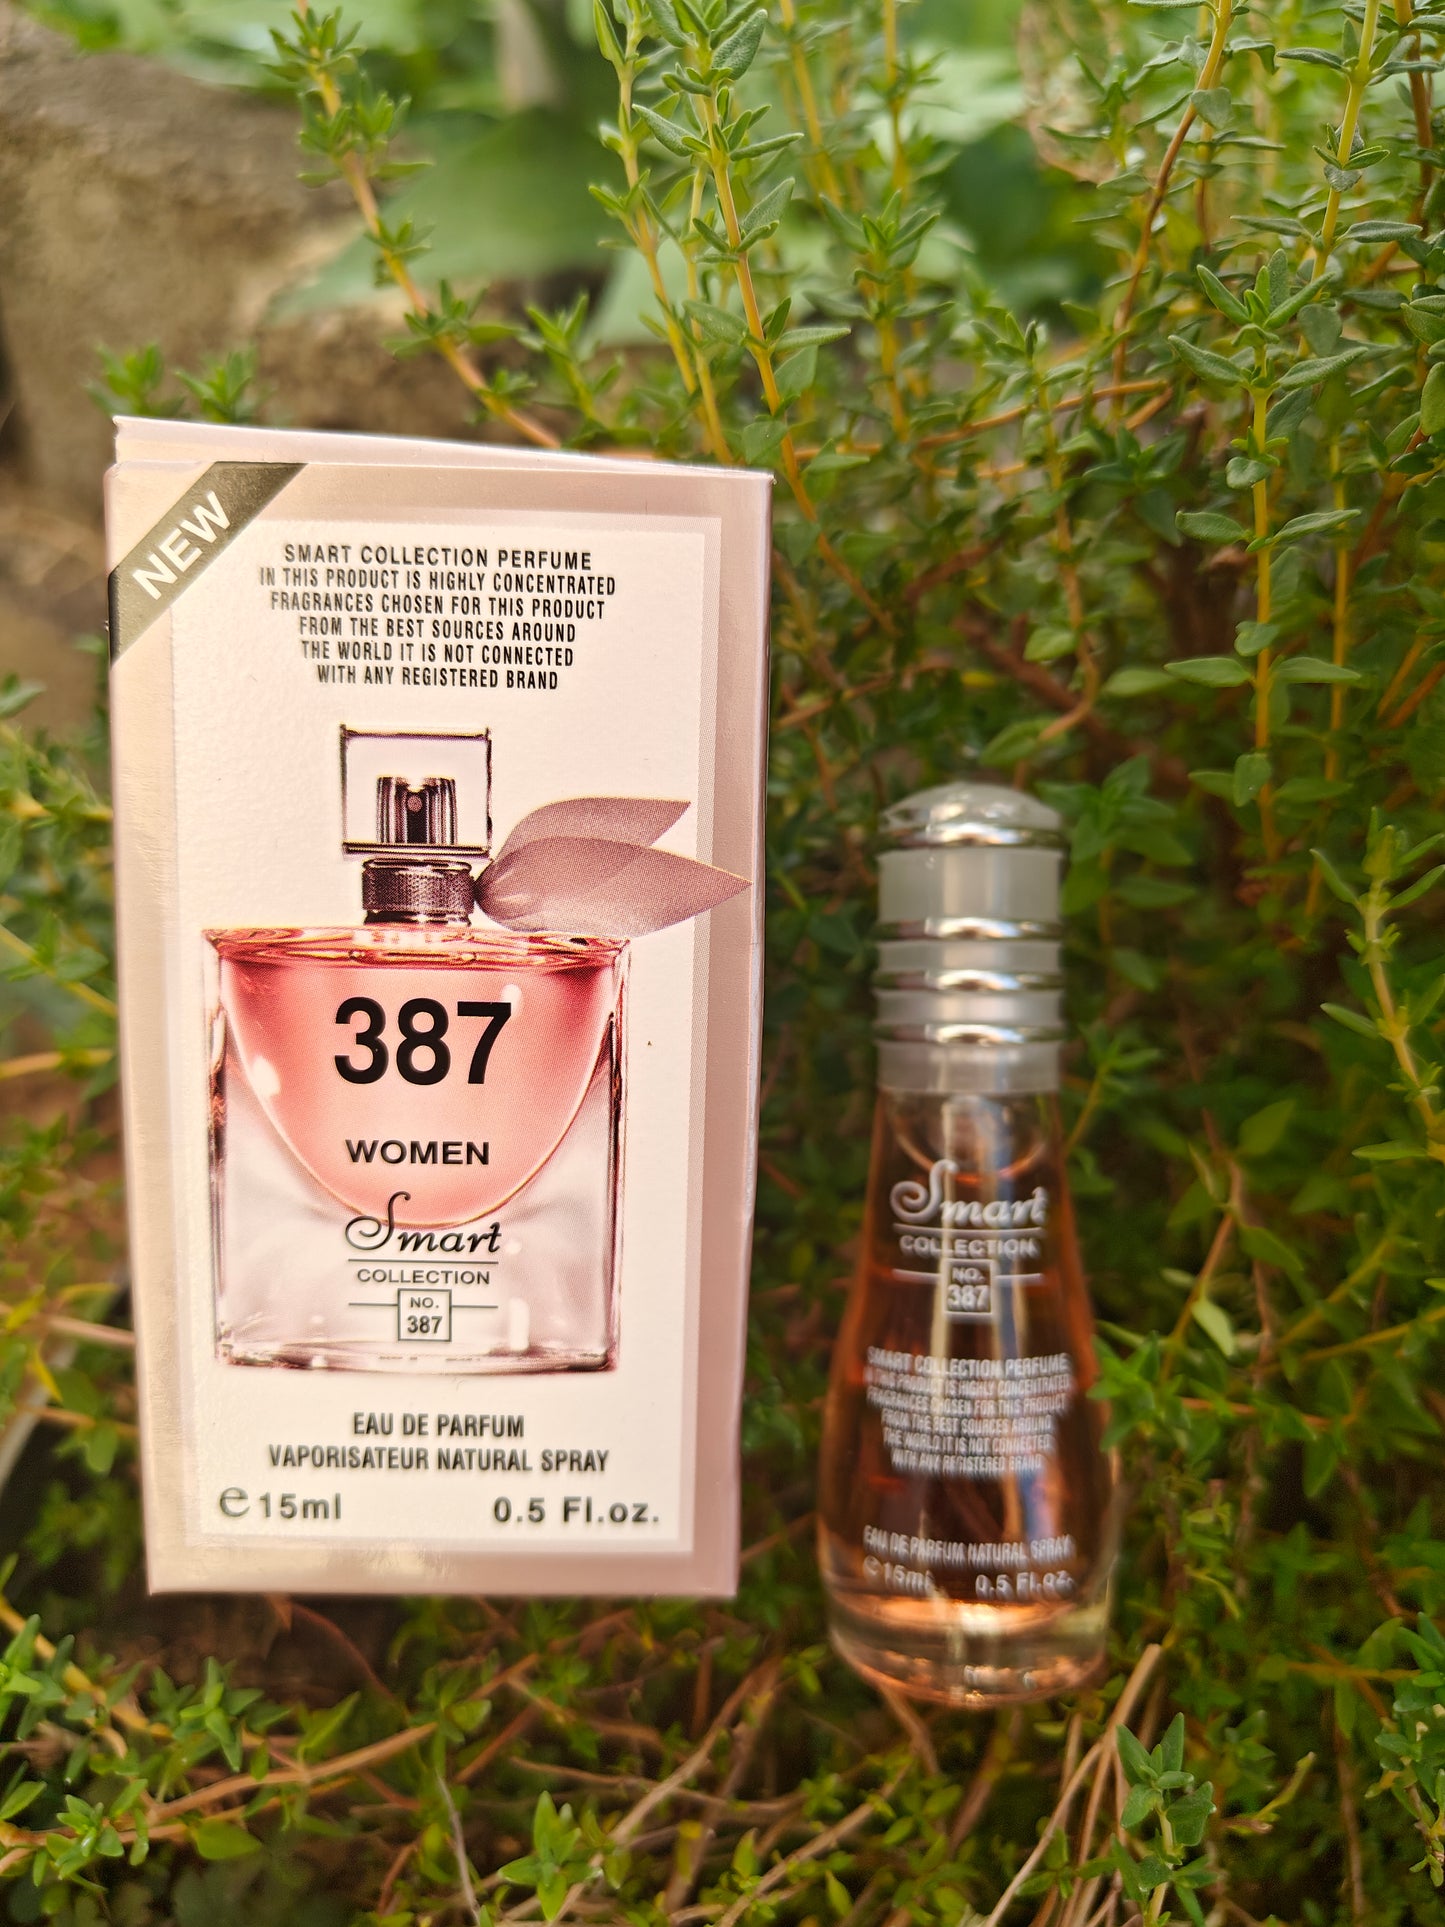 NEW
SMART COLLECTION PERFUME
IN THIS PRODUCT IS HIGHLY CONCENTRATED
FRAGRANCES CHOSEN FOR THIS PRODUCT
FROM THE BEST SOURCES AROUND
THE WORLD IT IS NOT CONNECTED
WITH ANY REGISTERED BRAND
387
WOMEN
Smart
COLLECTION
NO.
387
EAU DE PARFUM
VAPORISATEUR NATURAL SPRAY
℮15ml 0.5 Fl.oz.
Smart
COLLECTION
NO.
387
SMART COLLECTION PERFUME
IN THIS PRODUCT IS HIGHLY CONCENTRATED
FRAGRANCES CHOSEN FOR THIS PRODUCT
FROM THE BEST SOURCES AROUND
THE WORLD IT IS NOT CONNECTED
WITH ANY REGISTERED BRAND
EAU DE PARFUM NATURAL SPRAY
℮15ml 0.5 Fl.oz.